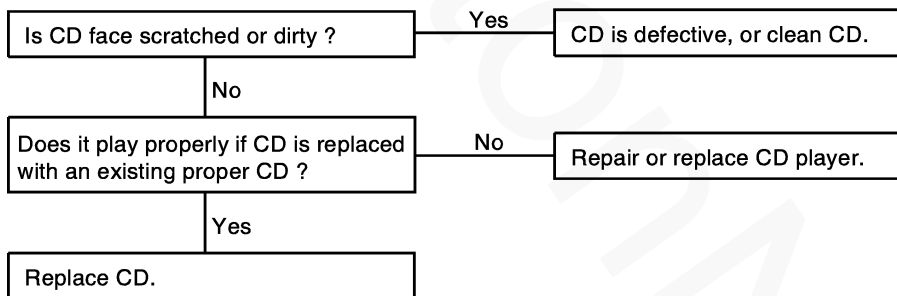 Is CD face scratched or dirty ?
Yes
CD is defective, or clean CD.
No
Does it play properly if CD is replaced
with an existing proper CD ?
No
Repair or replace CD player.
Yes
Replace CD.